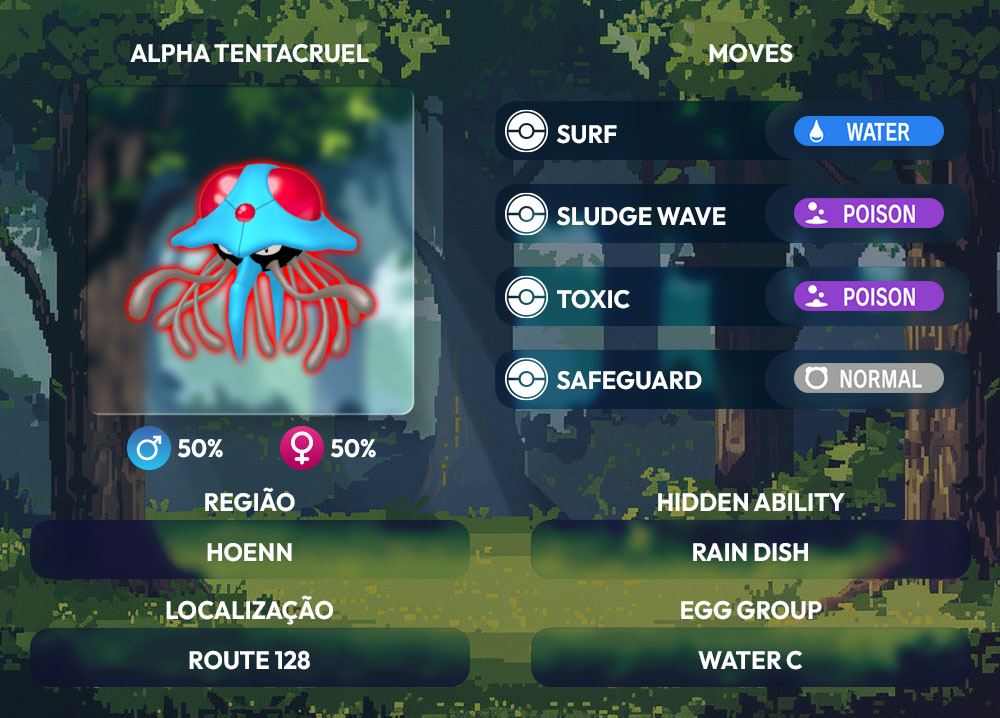 ALPHA TENTACRUEL
50%
50%
REGIÃO
HOENN
LOCALIZAÇÃO
ROUTE 128
MOVES
SURF
WATER
SLUDGE WAVE
POISON
TOXIC
POISON
SAFEGUARD
NORMAL
HIDDEN ABILITY
RAIN DISH
EGG GROUP
WATER C